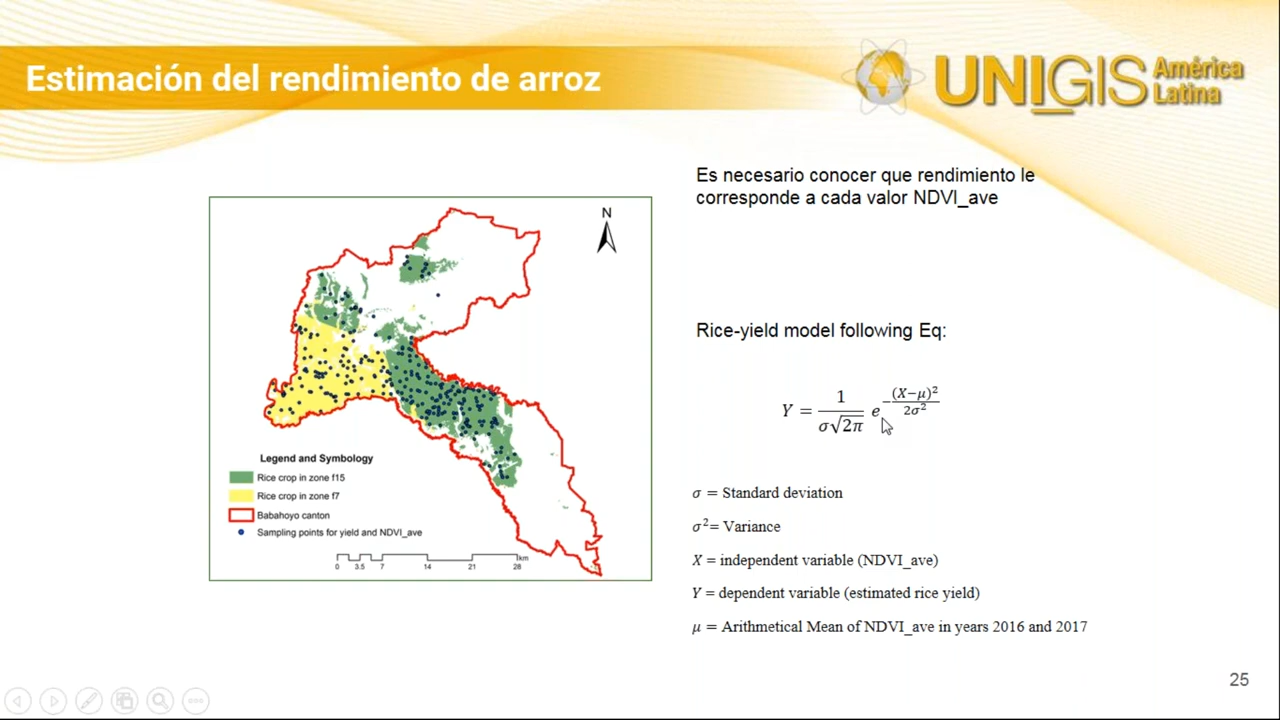 Estimación del rendimiento de arroz
UNIGIS América
Latina
Es necesario conocer que rendimiento le
corresponde a cada valor NDVI_ave
N
Rice-yield model following Eq:
Y = 1/(σ√2π) e^(−(X−μ)²/(2σ²))
Legend and Symbology
Rice crop in zone f15
Rice crop in zone f7
Babahoyo canton
Sampling points for yield and NDVI_ave
km
0 3.5 7 14 21 28
σ = Standard deviation
σ²= Variance
X = independent variable (NDVI_ave)
Y = dependent variable (estimated rice yield)
μ = Arithmetical Mean of NDVI_ave in years 2016 and 2017
25